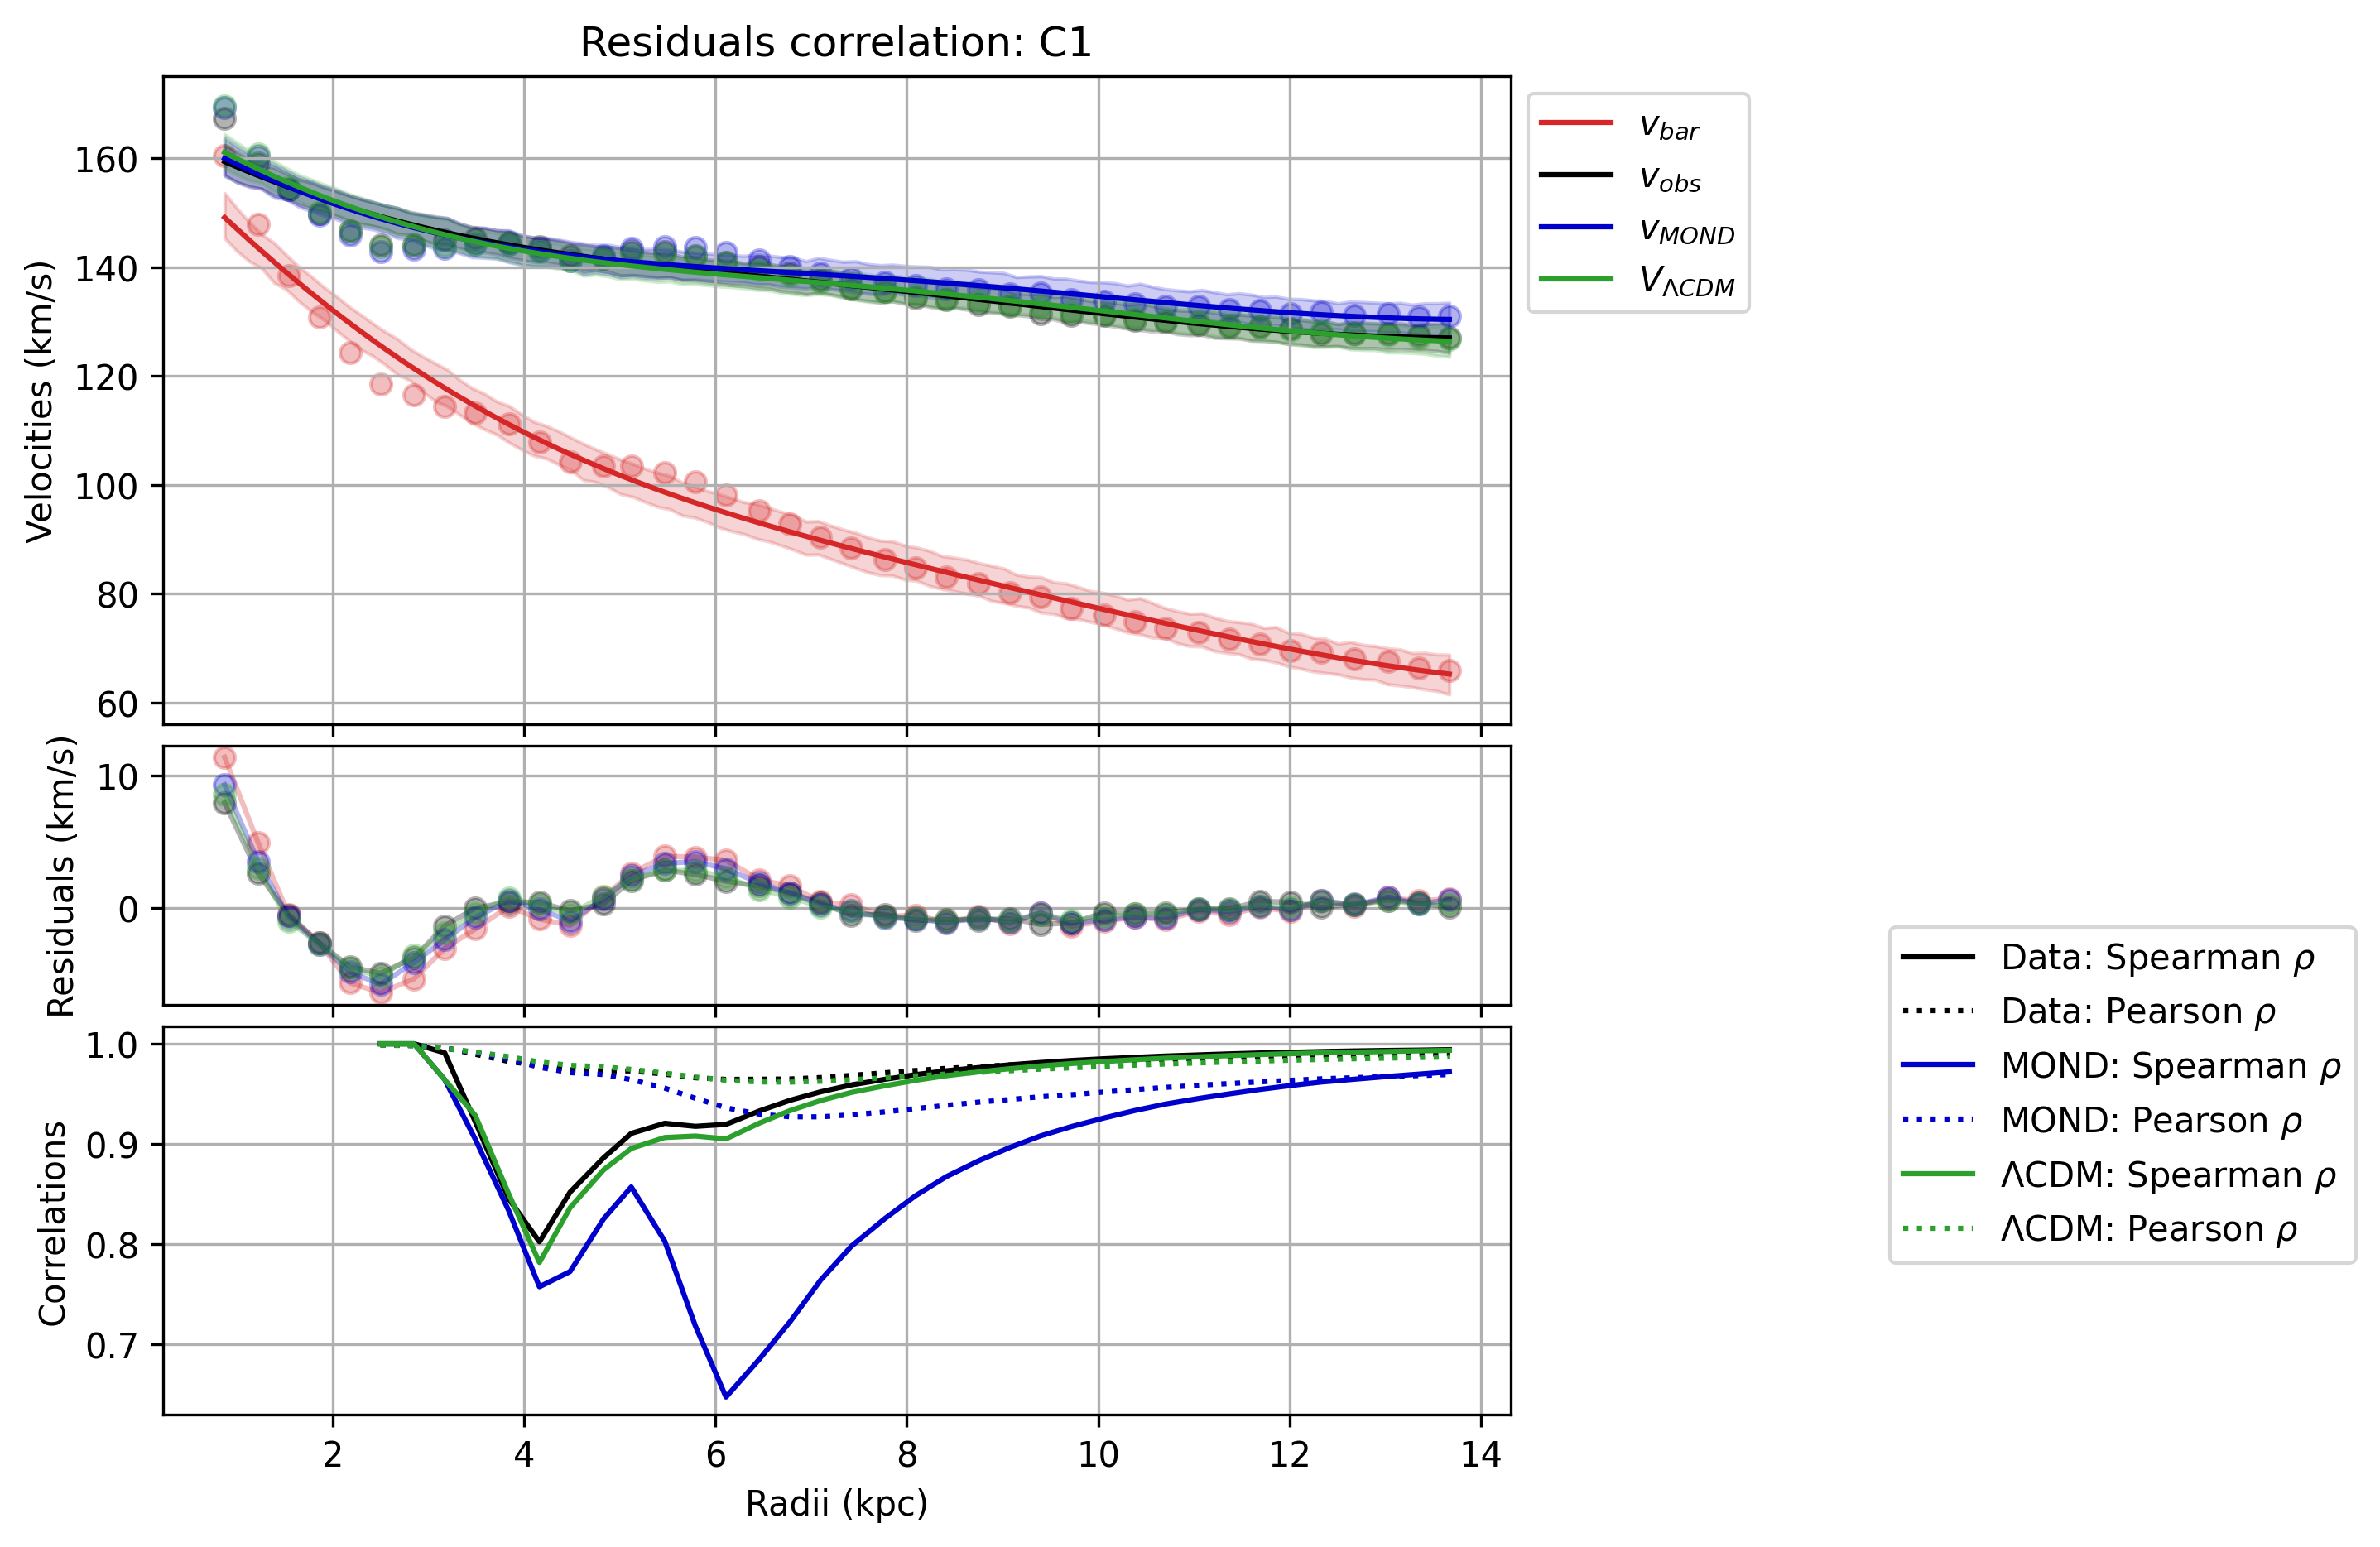 Residuals correlation: C1
Velocities (km/s)
160
140
120
100
80
60
v_bar
v_obs
v_MOND
V_ΛCDM
Residuals (km/s)
10
0
Correlations
1.0
0.9
0.8
0.7
Data: Spearman ρ
Data: Pearson ρ
MOND: Spearman ρ
MOND: Pearson ρ
ΛCDM: Spearman ρ
ΛCDM: Pearson ρ
2 4 6 8 10 12 14
Radii (kpc)